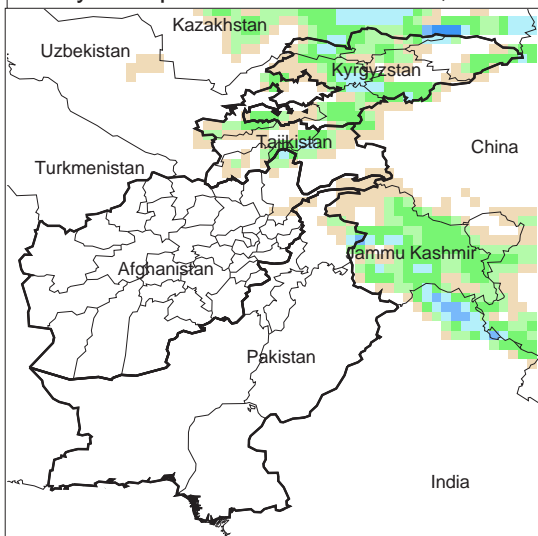 Kazakhstan
Uzbekistan
Kyrgyzstan
Tajikistan
China
Turkmenistan
Jammu Kashmir
Afghanistan
Pakistan
India